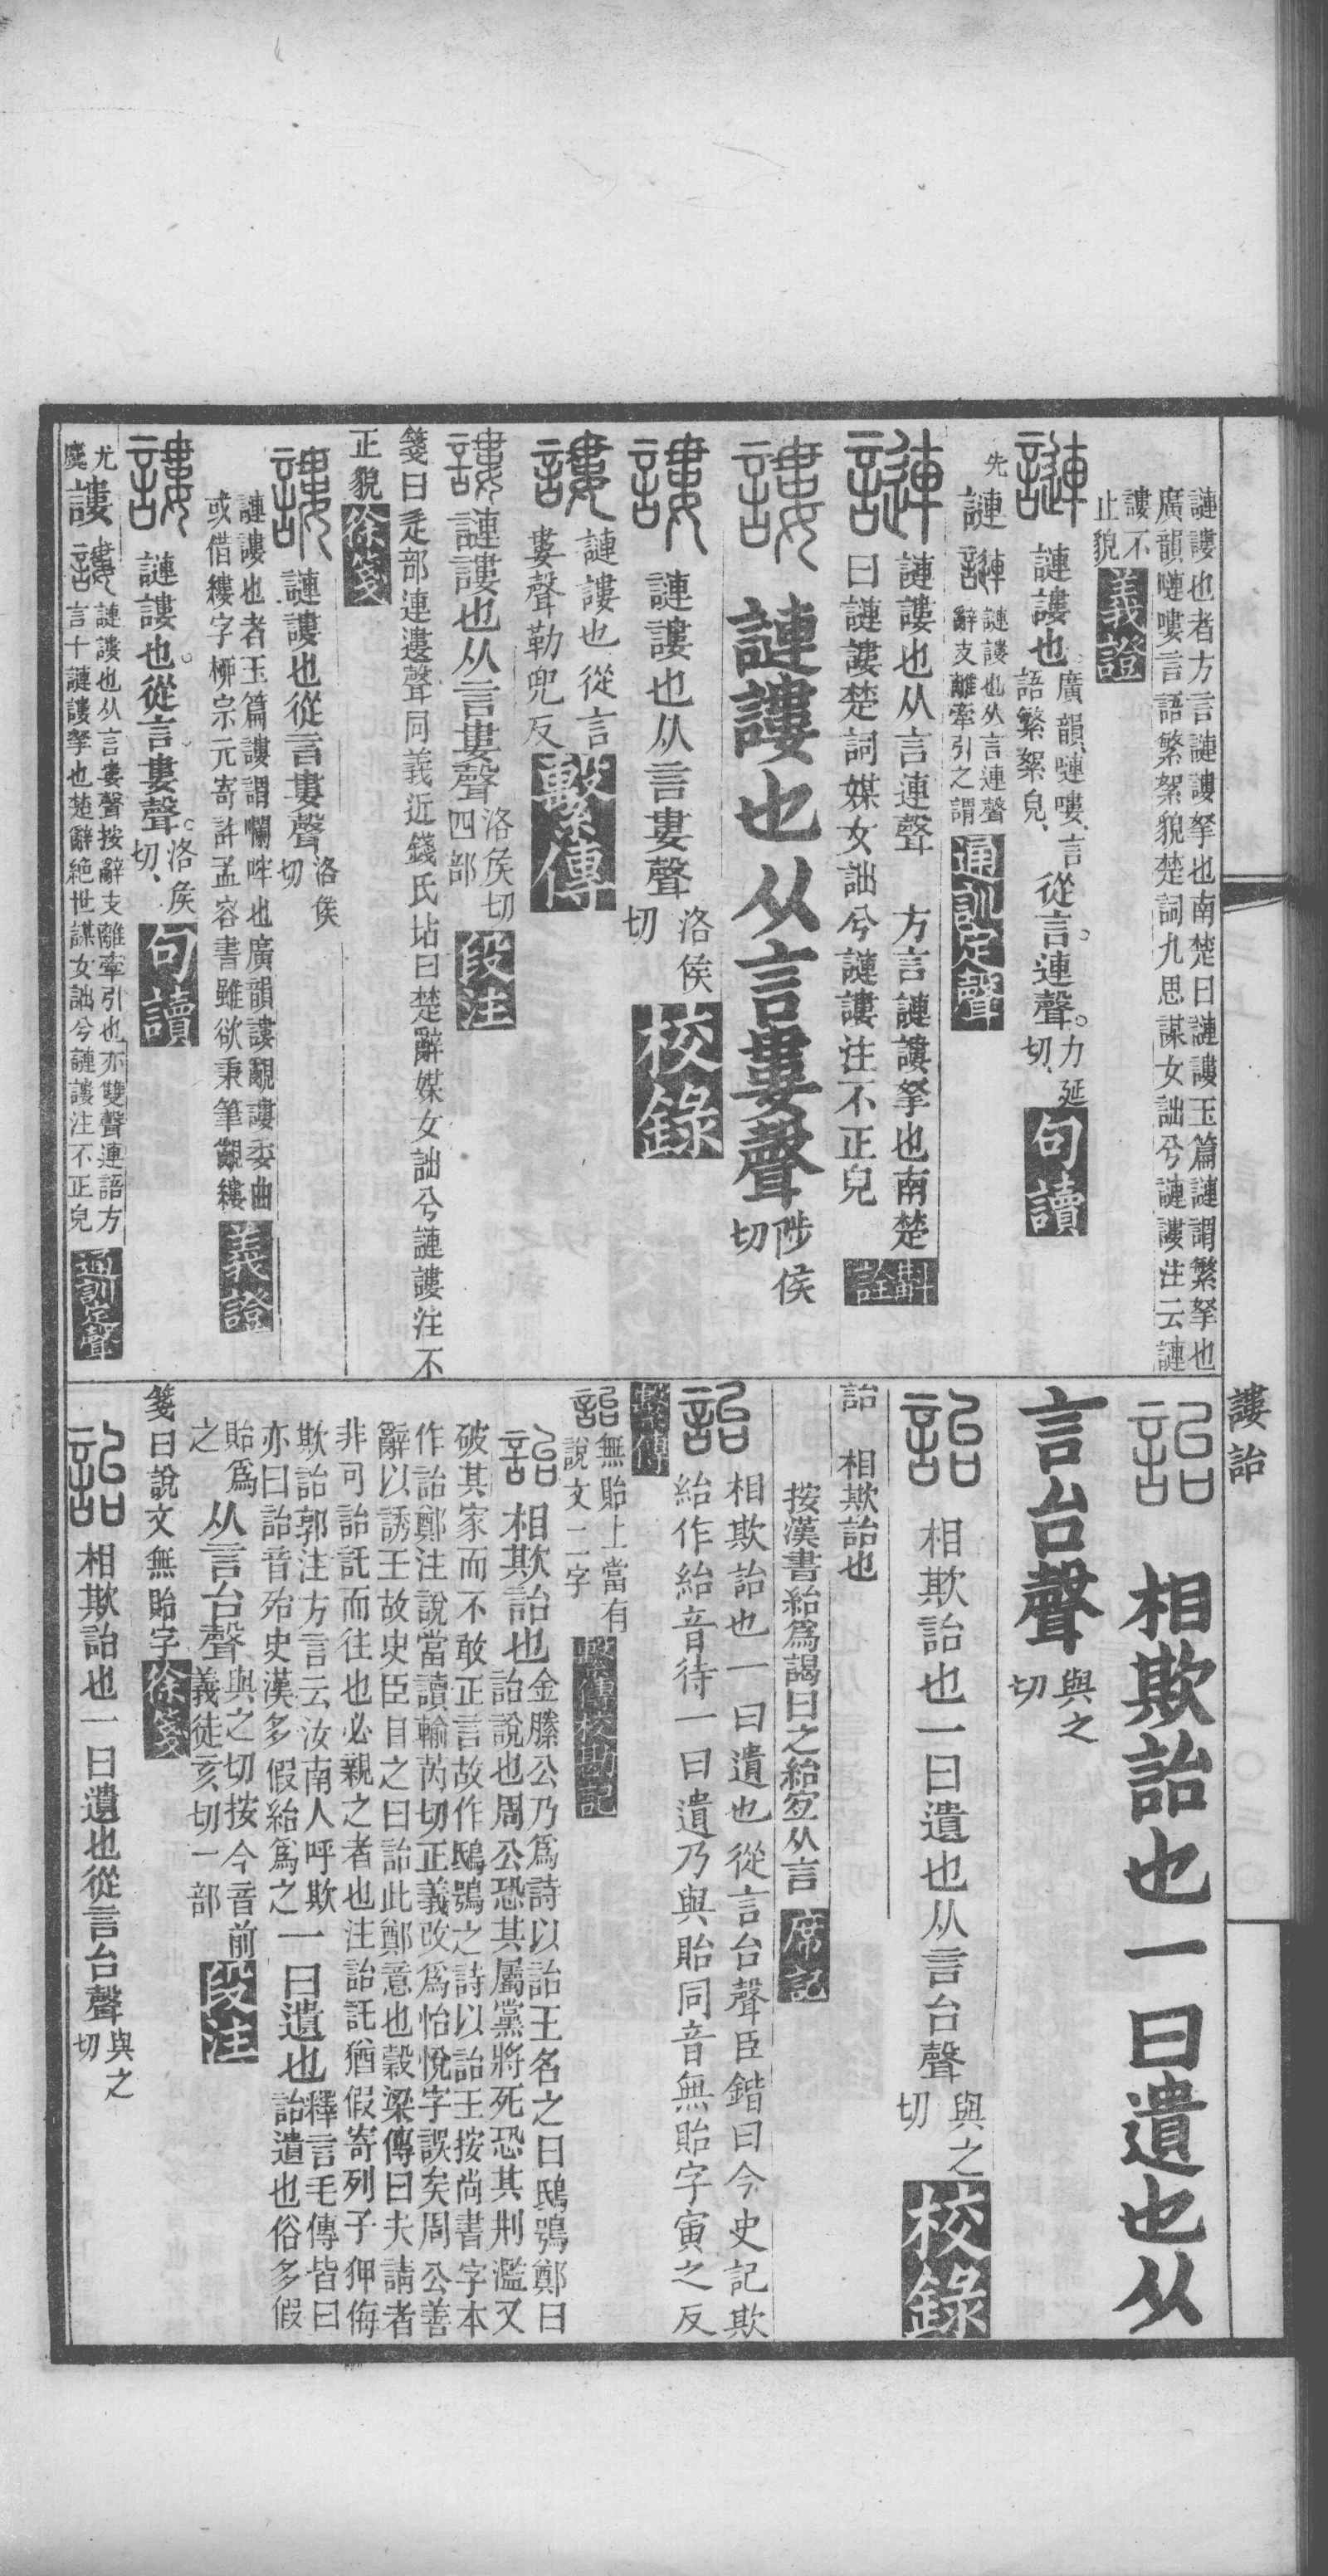 謱詒
謰謱也者方言謰謱拏也南楚曰謰謱玉篇謰謂繁拏也
廣韻嗹嘍言語繁絮貌楚詞九思謀女詘兮謰謱注云謰
謱不
止貌
義證
謰謱也
廣韻嗹嘍言
語繁絮皃
從言連聲
力延
切
句讀
先
謰
謰謱也从言連聲
辭支離牽引之謂
通訓定聲
謰謱也从言連聲 方言謰謱拏也南楚
曰謰謱楚詞媒女詘兮謰謱注不正皃
斠詮
謰謱也从言婁聲
陟侯
切
謰謱也从言婁聲
洛侯
切
校錄
謰謱也從言
婁聲勒兜反
繫傳
謰謱也从言婁聲
洛侯切
四部
段注
箋曰辵部連遱聲同義近錢氏坫曰楚辭媒女詘兮謰謱注不
正貌
徐箋
謰謱也從言婁聲
洛侯
切
謰謱也者玉篇謱謂㘓哰也廣韻謱覼謱委曲
或借縷字柳宗元寄許孟容書雖欲秉筆覼縷
義證
謰謱也從言婁聲
洛侯
切
句讀
尤
虞
謱
謰謱也从言婁聲按辭支離牽引也亦雙聲連語方
言十謰謱拏也楚辭絶世謀女詘兮謰謱注不正皃
通訓定聲
相欺詒也一曰遺也从
言台聲
與之
切
相欺詒也一曰遺也从言台聲
與之
切
校錄
詒 相欺詒也
按漢書紿爲謁曰之紿宜从言
席記
相欺詒也一曰遺也從言台聲臣鍇曰今史記欺
紿作紿音待一曰遺乃與貽同音無貽字寅之反
繫傳
詒
無貽上當有
說文二字
繫傳校勘記
相欺詒也
金縢公乃爲詩以詒王名之曰鴟鴞鄭曰
詒說也周公恐其屬黨將死恐其刑濫又
破其家而不敢正言故作鴟鴞之詩以詒王按尚書字本
作詒鄭注說當讀輸芮切正義改爲怡悅字誤矣周公善
辭以誘王故史臣目之曰詒此鄭意也穀梁傳曰夫請者
非可詒託而往也必親之者也注詒託猶假寄列子狎侮
欺詒郭注方言云汝南人呼欺
亦曰詒音殆史漢多假紿爲之
一曰遺也
釋言毛傳皆曰
詒遺也俗多假
貽爲
之
从言台聲
與之切按今音前
義徒亥切一部
段注
箋曰說文無貽字
徐箋
相欺詒也一曰遺也從言台聲
與之
切